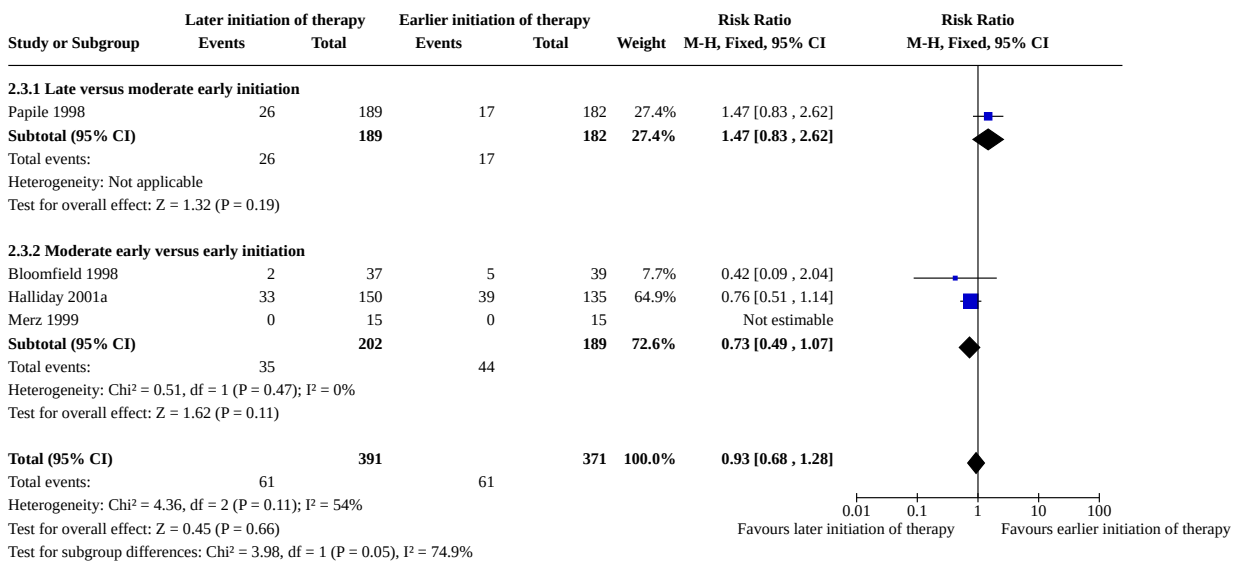 Later initiation of therapy Earlier initiation of therapy Risk Ratio Risk Ratio
Study or Subgroup Events Total Events Total Weight M-H, Fixed, 95% CI M-H, Fixed, 95% CI
2.3.1 Late versus moderate early initiation
Papile 1998 26 189 17 182 27.4% 1.47 [0.83 , 2.62]
Subtotal (95% CI) 189 182 27.4% 1.47 [0.83 , 2.62]
Total events: 26 17
Heterogeneity: Not applicable
Test for overall effect: Z = 1.32 (P = 0.19)
2.3.2 Moderate early versus early initiation
Bloomfield 1998 2 37 5 39 7.7% 0.42 [0.09 , 2.04]
Halliday 2001a 33 150 39 135 64.9% 0.76 [0.51 , 1.14]
Merz 1999 0 15 0 15 Not estimable
Subtotal (95% CI) 202 189 72.6% 0.73 [0.49 , 1.07]
Total events: 35 44
Heterogeneity: Chi² = 0.51, df = 1 (P = 0.47); I² = 0%
Test for overall effect: Z = 1.62 (P = 0.11)
Total (95% CI) 391 371 100.0% 0.93 [0.68 , 1.28]
Total events: 61 61
Heterogeneity: Chi² = 4.36, df = 2 (P = 0.11); I² = 54%
0.01 0.1 1 10 100
Test for overall effect: Z = 0.45 (P = 0.66)
Favours later initiation of therapy Favours earlier initiation of therapy
Test for subgroup differences: Chi² = 3.98, df = 1 (P = 0.05), I² = 74.9%